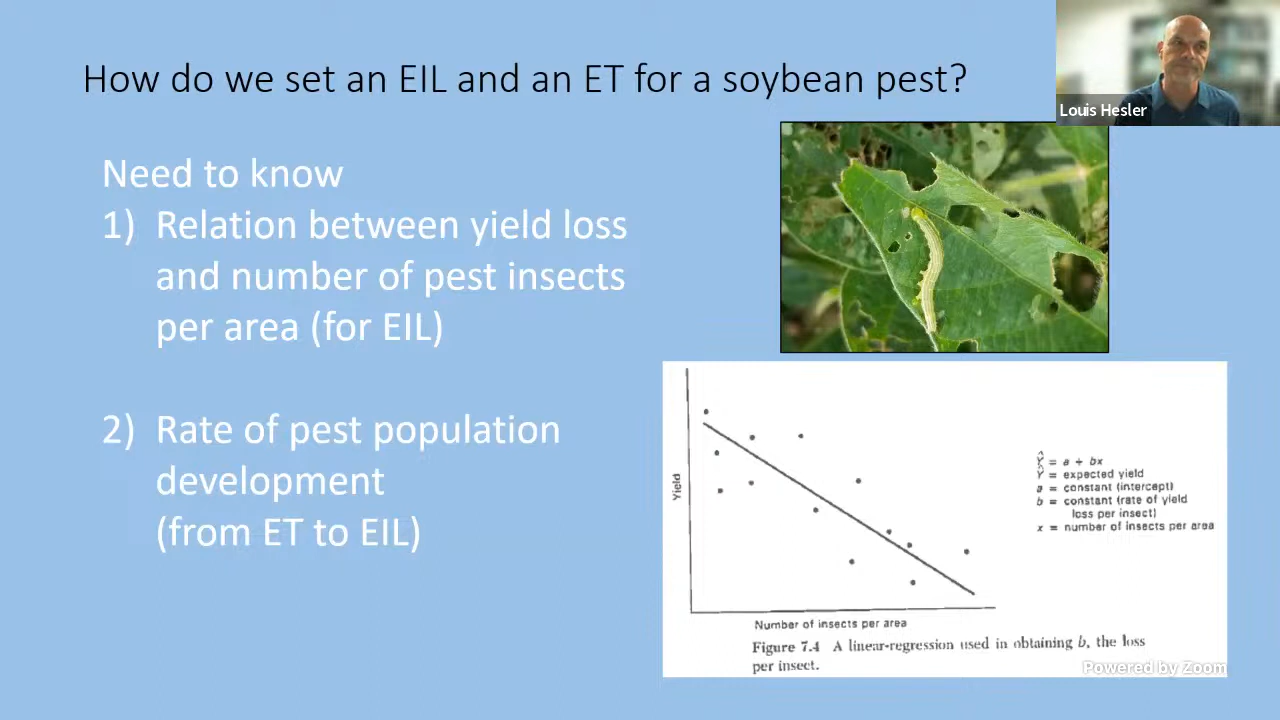 How do we set an EIL and an ET for a soybean pest?
Louis Hesler
Need to know
1) Relation between yield loss
and number of pest insects
per area (for EIL)
2) Rate of pest population
development
(from ET to EIL)
Yield
Ŷ = a + bx
Ŷ = expected yield
a = constant (intercept)
b = constant (rate of yield
loss per insect)
x = number of insects per area
Number of insects per area
Figure 7.4 A linear-regression used in obtaining b, the loss
per insect.
Powered by Zoom